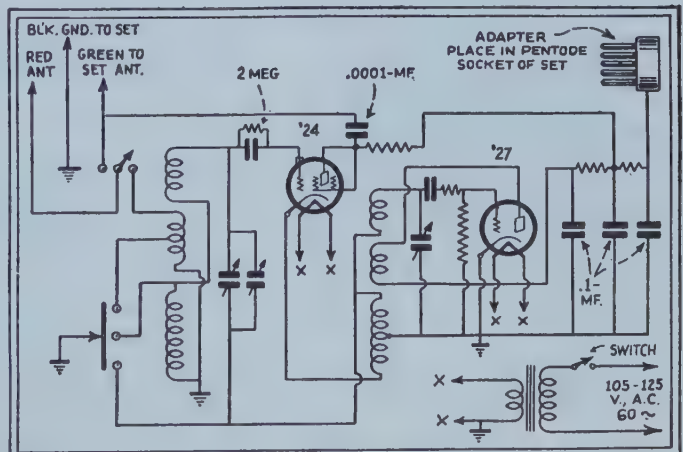 BLK. GND. TO SET
RED
ANT
GREEN TO
SET ANT.
2 MEG
.0001-MF.
ADAPTER
PLACE IN PENTODE
SOCKET OF SET
'24
'27
X
X
X
X
.1-
MF.
SWITCH
X
X
105-125
V., A.C.
60 ~